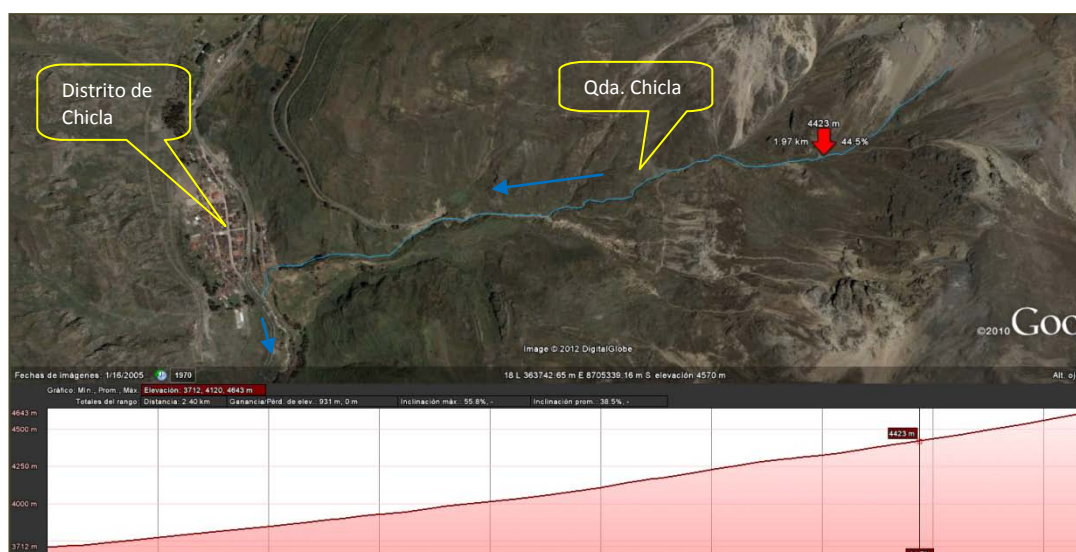 Distrito de
Chicla
Qda. Chicla
4423 m
1.97 km
44.5%
©2010 Goo
Image © 2012 DigitalGlobe
Fechas de imágenes: 1/16/2005
1970
18 L 363742.65 m E 8705339.16 m S elevación 4570 m
Alt. oj
Gráfico: Mín., Prom., Máx. Elevación: 3712, 4120, 4643 m
Totales del rango: Distancia: 2.40 km Ganancia/Pérd. de elev.: 931 m, 0 m Inclinación máx.: 55.8%, - Inclinación prom.: 38.5%, -
4643 m
4500 m
4423 m
4250 m
4000 m
3712 m